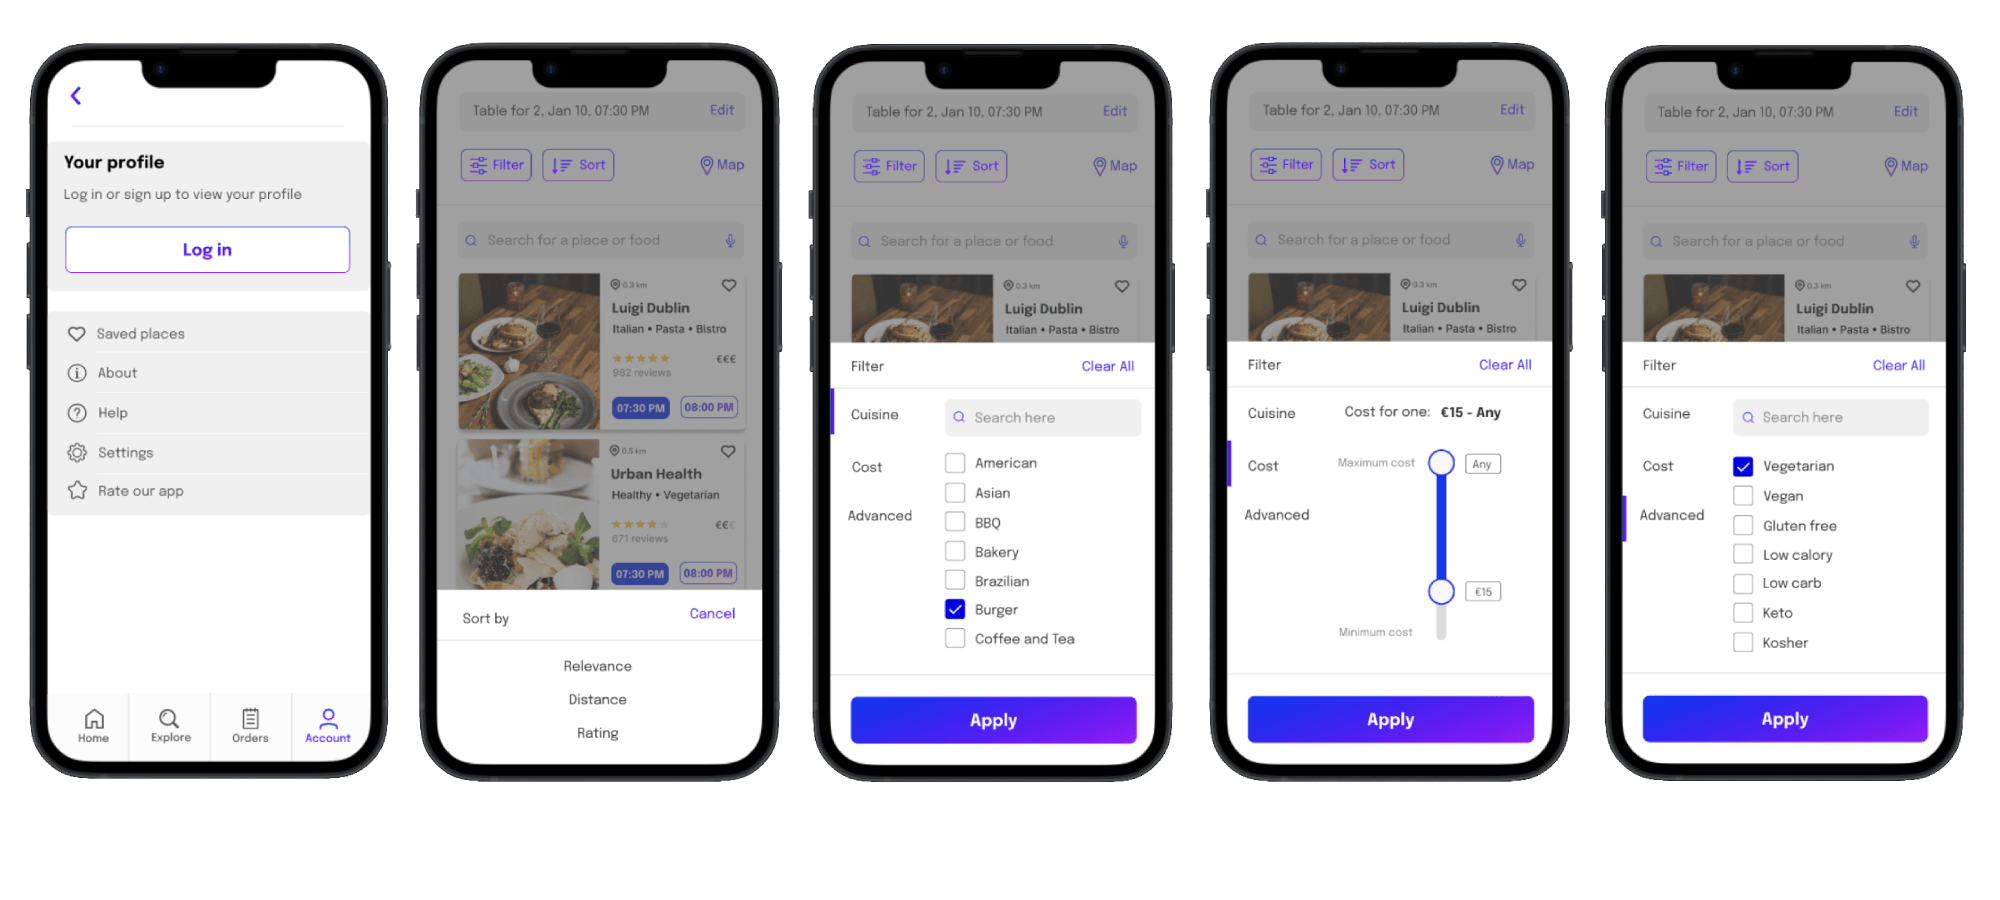 Your profile
Log in or sign up to view your profile
Log in
Saved places
About
Help
Settings
Rate our app
Home
Explore
Orders
Account
Table for 2, Jan 10, 07:30 PM
Edit
Filter
Sort
Map
Search for a place or food
0.3 km
Luigi Dublin
Italian • Pasta • Bistro
€€€
982 reviews
07:30 PM
08:00 PM
0.5 km
Urban Health
Healthy • Vegetarian
€€€
671 reviews
07:30 PM
08:00 PM
Sort by
Cancel
Relevance
Distance
Rating
Table for 2, Jan 10, 07:30 PM
Edit
Filter
Sort
Map
Search for a place or food
0.3 km
Luigi Dublin
Italian • Pasta • Bistro
Filter
Clear All
Cuisine
Cost
Advanced
Search here
American
Asian
BBQ
Bakery
Brazilian
Burger
Coffee and Tea
Apply
Table for 2, Jan 10, 07:30 PM
Edit
Filter
Sort
Map
Search for a place or food
0.3 km
Luigi Dublin
Italian • Pasta • Bistro
Filter
Clear All
Cuisine
Cost
Advanced
Cost for one: €15 - Any
Maximum cost
Any
€15
Minimum cost
Apply
Table for 2, Jan 10, 07:30 PM
Edit
Filter
Sort
Map
Search for a place or food
0.3 km
Luigi Dublin
Italian • Pasta • Bistro
Filter
Clear All
Cuisine
Cost
Advanced
Search here
Vegetarian
Vegan
Gluten free
Low calory
Low carb
Keto
Kosher
Apply